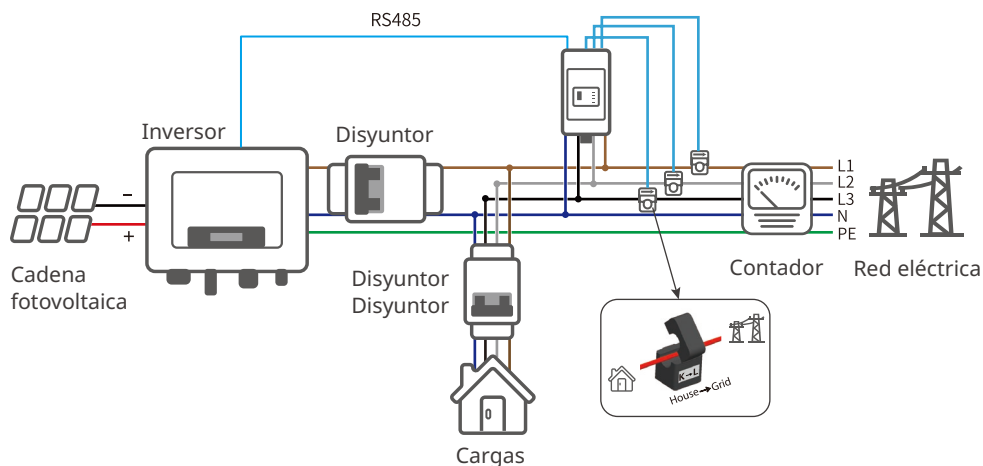 RS485
Inversor
Disyuntor
L1
L2
L3
N
PE
–
+
Cadena
fotovoltaica
Disyuntor
Disyuntor
Contador
Red eléctrica
K→L
House→Grid
Cargas